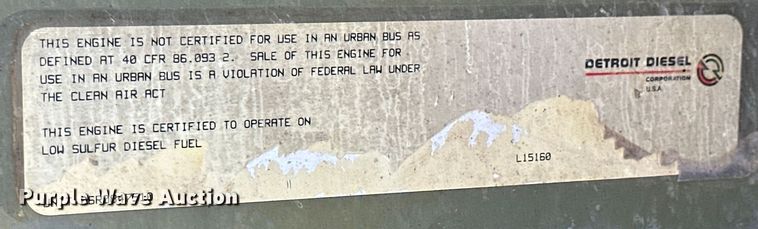 THIS ENGINE IS NOT CERTIFIED FOR USE IN AN URBAN BUS AS
DEFINED AT 40 CFR 86.093 2. SALE OF THIS ENGINE FOR
USE IN AN URBAN BUS IS A VIOLATION OF FEDERAL LAW UNDER
THE CLEAN AIR ACT
THIS ENGINE IS CERTIFIED TO OPERATE ON
LOW SULFUR DIESEL FUEL
DETROIT DIESEL
CORPORATION
U.S.A
L15160
Purple Wave Auction